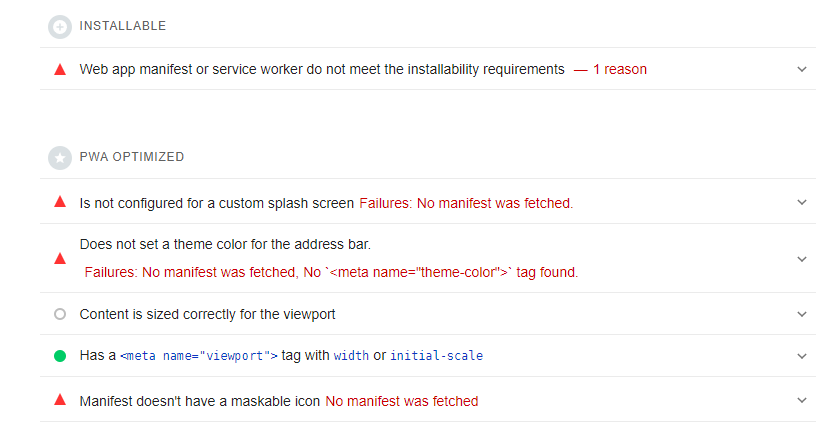 INSTALLABLE
Web app manifest or service worker do not meet the installability requirements — 1 reason
PWA OPTIMIZED
Is not configured for a custom splash screen Failures: No manifest was fetched.
Does not set a theme color for the address bar.
Failures: No manifest was fetched, No `<meta name="theme-color">` tag found.
Content is sized correctly for the viewport
Has a <meta name="viewport"> tag with width or initial-scale
Manifest doesn't have a maskable icon No manifest was fetched